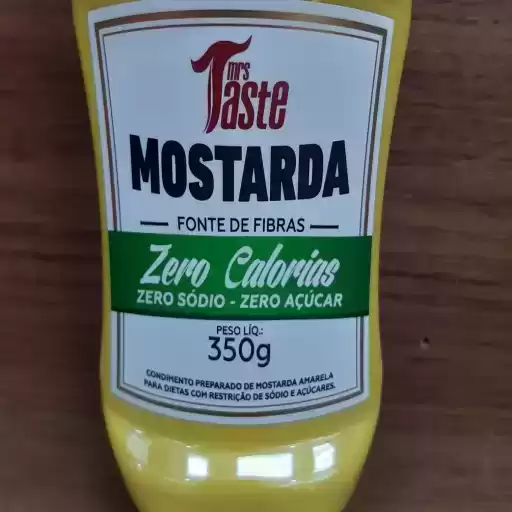 mrs
Taste
MOSTARDA
FONTE DE FIBRAS
Zero Calorias
ZERO SÓDIO - ZERO AÇÚCAR
PESO LÍQ.:
350g
CONDIMENTO PREPARADO DE MOSTARDA AMARELA
PARA DIETAS COM RESTRIÇÃO DE SÓDIO E AÇÚCARES.